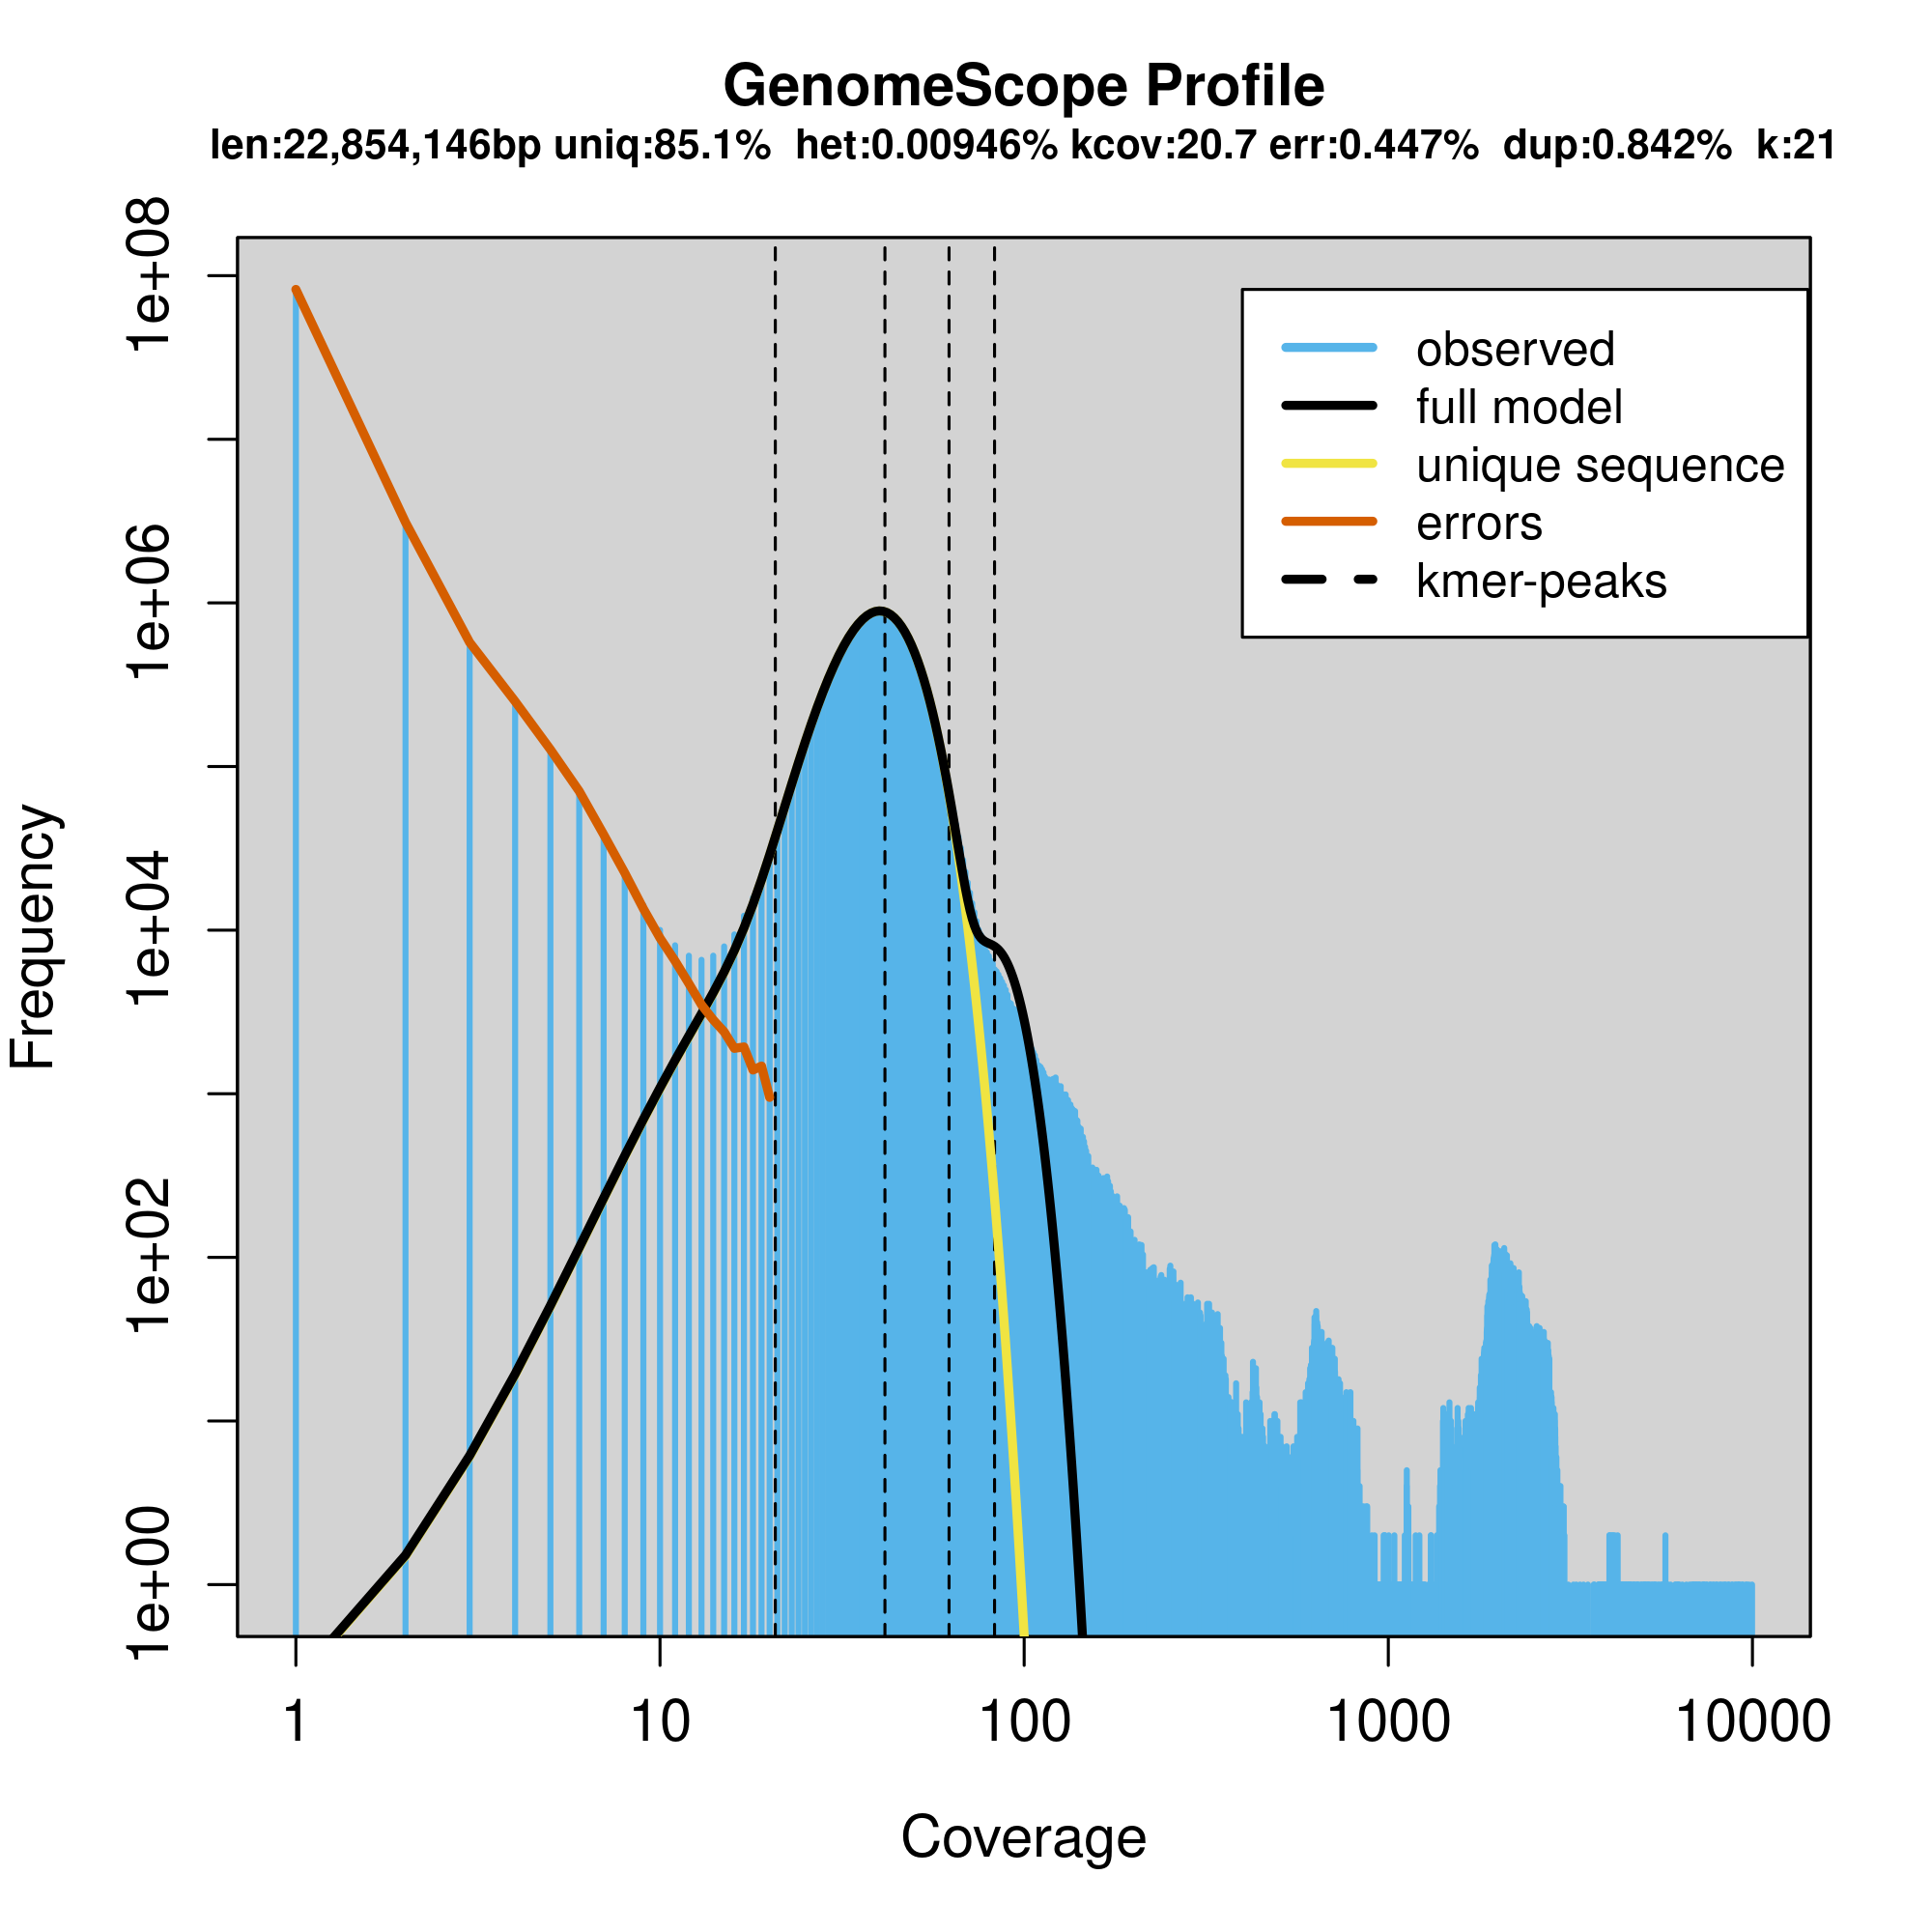 GenomeScope Profile
len:22,854,146bp uniq:85.1% het:0.00946% kcov:20.7 err:0.447% dup:0.842% k:21
1e+08
1e+06
1e+04
1e+02
1e+00
Frequency
observed
full model
unique sequence
errors
kmer-peaks
1 10 100 1000 10000
Coverage